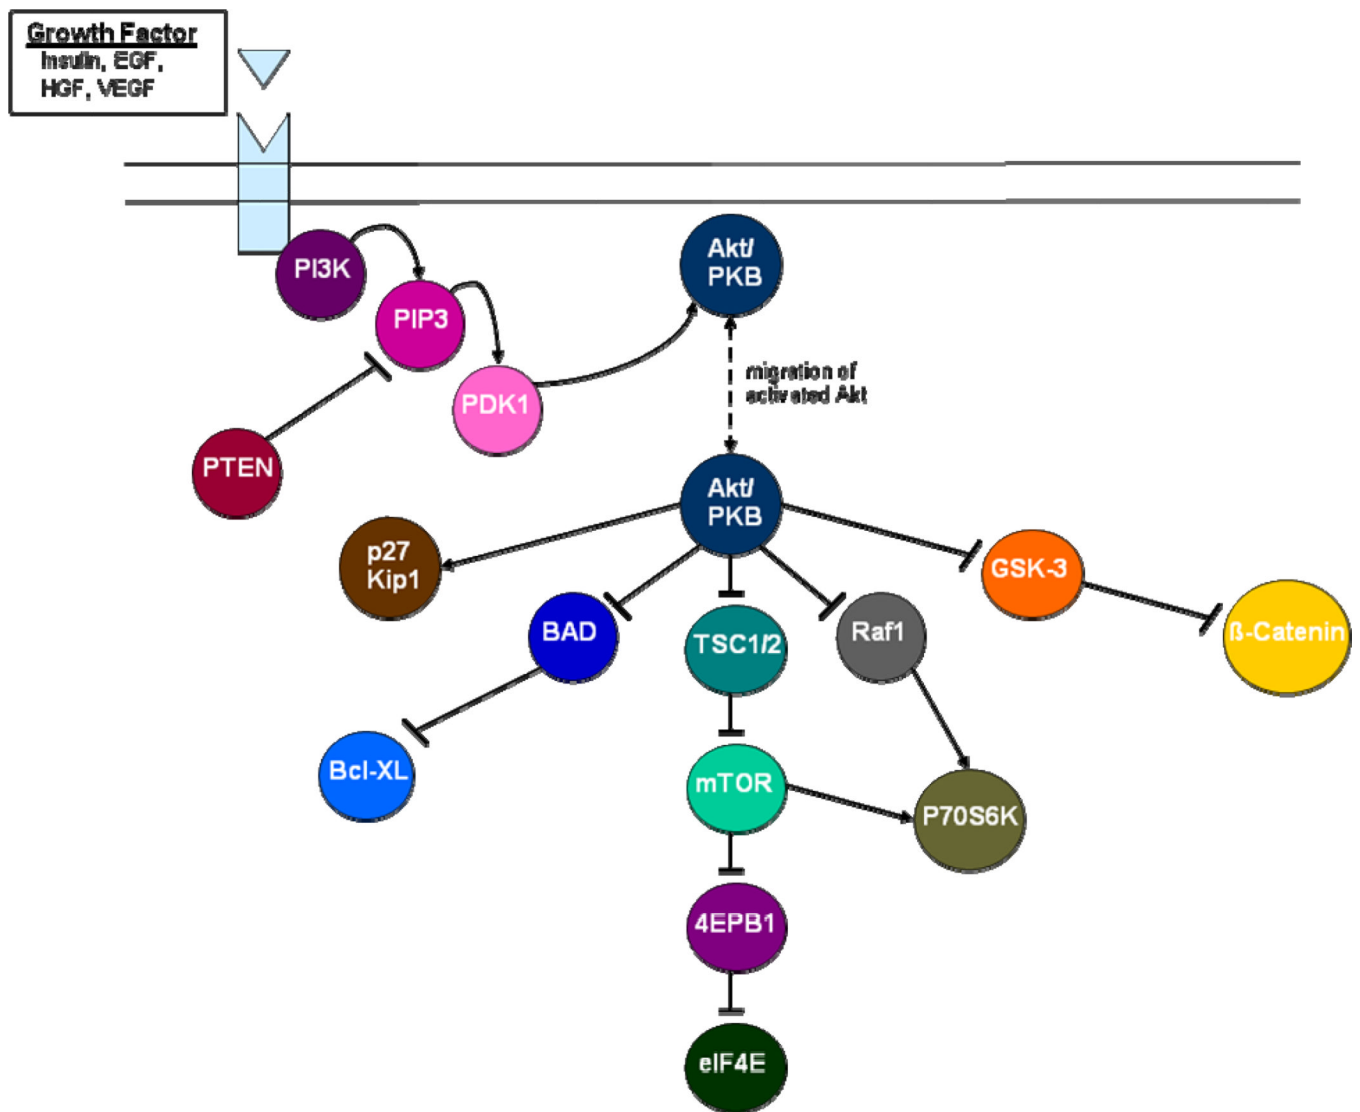 Growth Factor
Insulin, EGF,
HGF, VEGF
PI3K
Akt/
PKB
PIP3
migration of
activated Akt
PDK1
PTEN
Akt/
PKB
p27
Kip1
GSK-3
BAD
TSC1/2
Raf1
ß-Catenin
Bcl-XL
mTOR
P70S6K
4EPB1
eIF4E